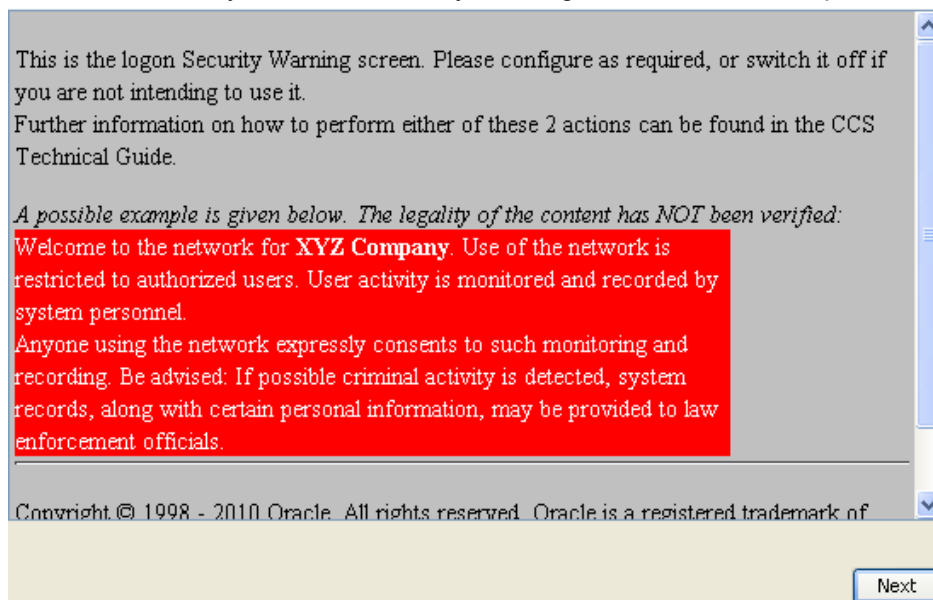 This is the logon Security Warning screen. Please configure as required, or switch it off if
you are not intending to use it.
Further information on how to perform either of these 2 actions can be found in the CCS
Technical Guide.
A possible example is given below. The legality of the content has NOT been verified:
Welcome to the network for XYZ Company. Use of the network is
restricted to authorized users. User activity is monitored and recorded by
system personnel.
Anyone using the network expressly consents to such monitoring and
recording. Be advised: If possible criminal activity is detected, system
records, along with certain personal information, may be provided to law
enforcement officials.
Copyright © 1998 - 2010 Oracle. All rights reserved. Oracle is a registered trademark of
Next